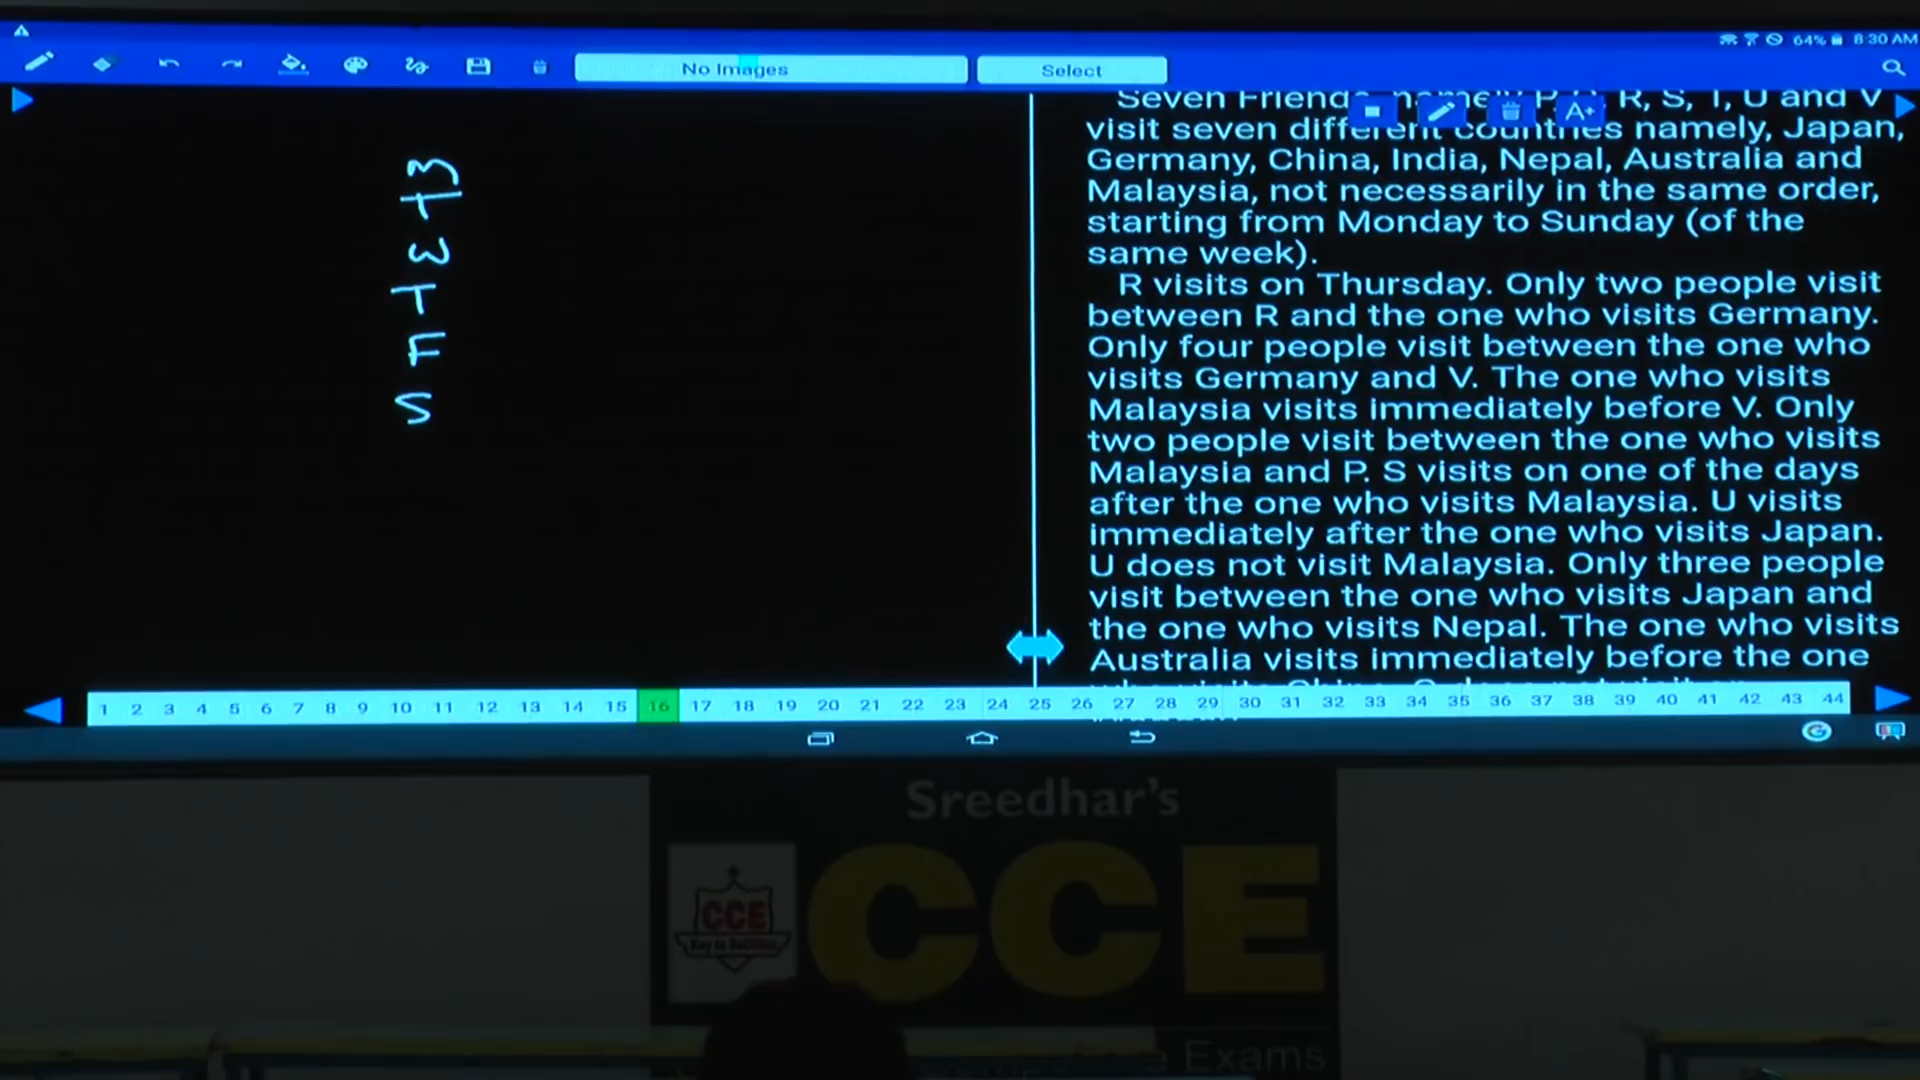 64% 8:30 AM
No Images
Select
Seven Friends, namely P, Q, R, S, T, U and V
visit seven different countries namely, Japan,
Germany, China, India, Nepal, Australia and
Malaysia, not necessarily in the same order,
starting from Monday to Sunday (of the
same week).
R visits on Thursday. Only two people visit
between R and the one who visits Germany.
Only four people visit between the one who
visits Germany and V. The one who visits
Malaysia visits immediately before V. Only
two people visit between the one who visits
Malaysia and P. S visits on one of the days
after the one who visits Malaysia. U visits
immediately after the one who visits Japan.
U does not visit Malaysia. Only three people
visit between the one who visits Japan and
the one who visits Nepal. The one who visits
Australia visits immediately before the one
A+
M
T
W
T
F
S
1 2 3 4 5 6 7 8 9 10 11 12 13 14 15 16 17 18 19 20 21 22 23 24 25 26 27 28 29 30 31 32 33 34 35 36 37 38 39 40 41 42 43 44
Sreedhar's
CCE
CCE
Exams